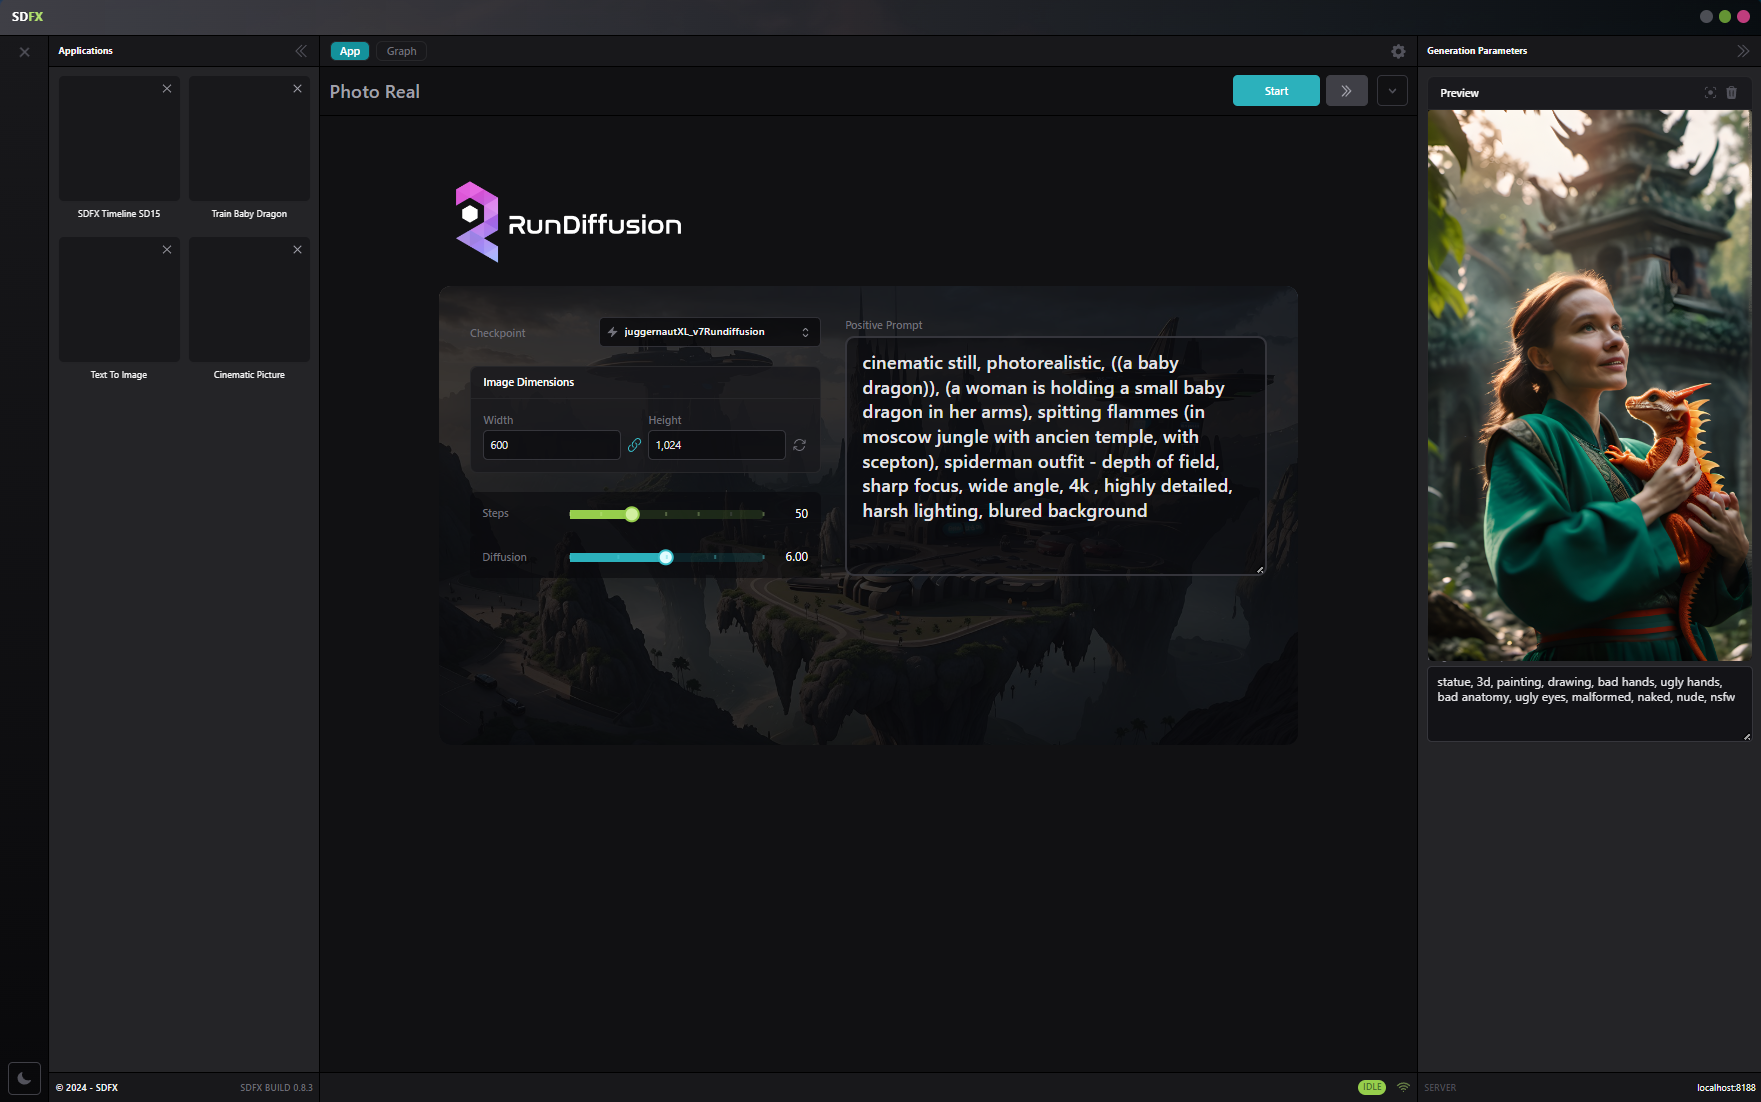 SDFX
Applications
App
Graph
Generation Parameters
Photo Real
Start
Preview
SDFX Timeline SD15
Train Baby Dragon
Text To Image
Cinematic Picture
RunDiffusion
Checkpoint
juggernautXL_v7Rundiffusion
Image Dimensions
Width
Height
600
1,024
Steps
50
Diffusion
6.00
Positive Prompt
cinematic still, photorealistic, ((a baby
dragon)), (a woman is holding a small baby
dragon in her arms), spitting flammes (in
moscow jungle with ancien temple, with
scepton), spiderman outfit - depth of field,
sharp focus, wide angle, 4k , highly detailed,
harsh lighting, blured background
statue, 3d, painting, drawing, bad hands, ugly hands,
bad anatomy, ugly eyes, malformed, naked, nude, nsfw
© 2024 - SDFX
SDFX BUILD 0.8.3
IDLE
SERVER
localhost:8188